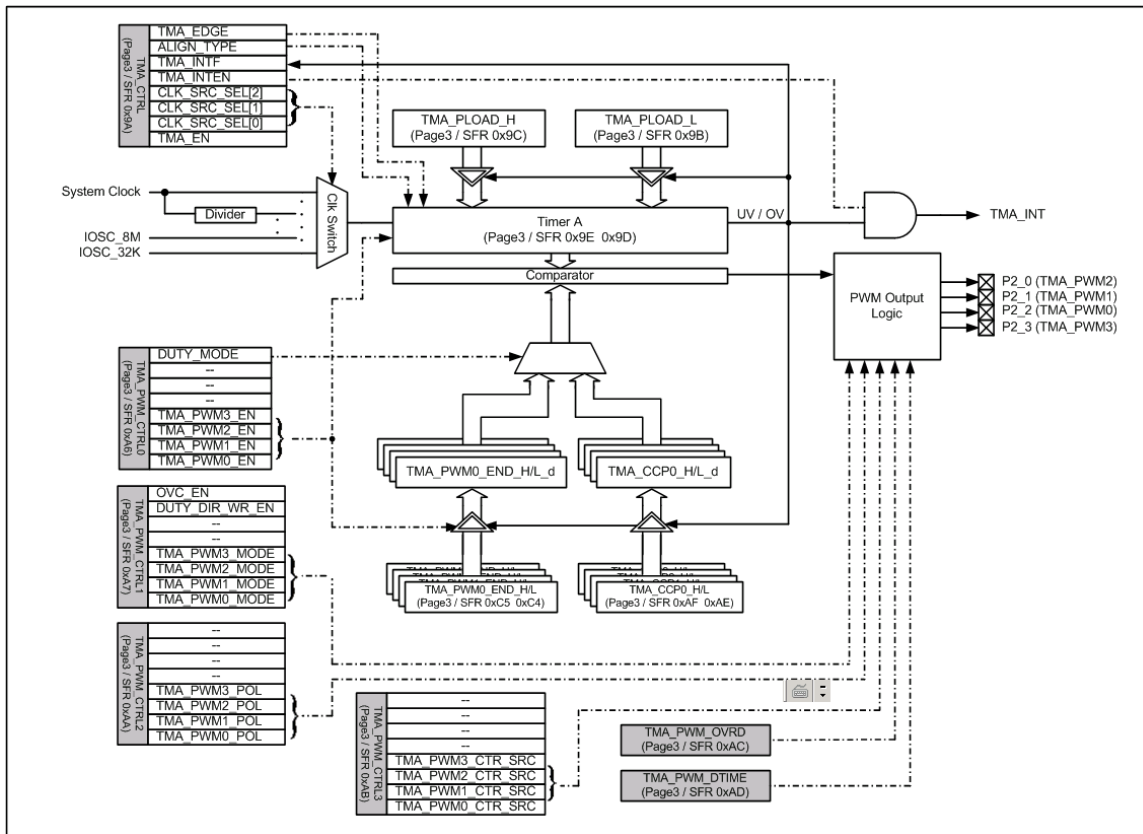 TMA_CTRL
(Page3 / SFR 0x9A)
TMA_EDGE
ALIGN_TYPE
TMA_INTF
TMA_INTEN
CLK_SRC_SEL[2]
CLK_SRC_SEL[1]
CLK_SRC_SEL[0]
TMA_EN
TMA_PLOAD_H
(Page3 / SFR 0x9C)
TMA_PLOAD_L
(Page3 / SFR 0x9B)
System Clock
Divider
IOSC_8M
IOSC_32K
Clk Switch
Timer A
(Page3 / SFR 0x9E 0x9D)
UV / OV
TMA_INT
Comparator
PWM Output
Logic
P2_0 (TMA_PWM2)
P2_1 (TMA_PWM1)
P2_2 (TMA_PWM0)
P2_3 (TMA_PWM3)
TMA_PWM_CTRL0
(Page3 / SFR 0xA6)
DUTY_MODE
--
--
--
TMA_PWM3_EN
TMA_PWM2_EN
TMA_PWM1_EN
TMA_PWM0_EN
TMA_PWM0_END_H/L_d
TMA_CCP0_H/L_d
TMA_PWM_CTRL1
(Page3 / SFR 0xA7)
OVC_EN
DUTY_DIR_WR_EN
--
--
TMA_PWM3_MODE
TMA_PWM2_MODE
TMA_PWM1_MODE
TMA_PWM0_MODE
TMA_PWM0_END_H/L
(Page3 / SFR 0xC5 0xC4)
TMA_CCP0_H/L
(Page3 / SFR 0xAF 0xAE)
TMA_PWM_CTRL2
(Page3 / SFR 0xAA)
--
--
--
--
TMA_PWM3_POL
TMA_PWM2_POL
TMA_PWM1_POL
TMA_PWM0_POL
TMA_PWM_CTRL3
(Page3 / SFR 0xAB)
--
--
--
--
TMA_PWM3_CTR_SRC
TMA_PWM2_CTR_SRC
TMA_PWM1_CTR_SRC
TMA_PWM0_CTR_SRC
TMA_PWM_OVRD
(Page3 / SFR 0xAC)
TMA_PWM_DTIME
(Page3 / SFR 0xAD)